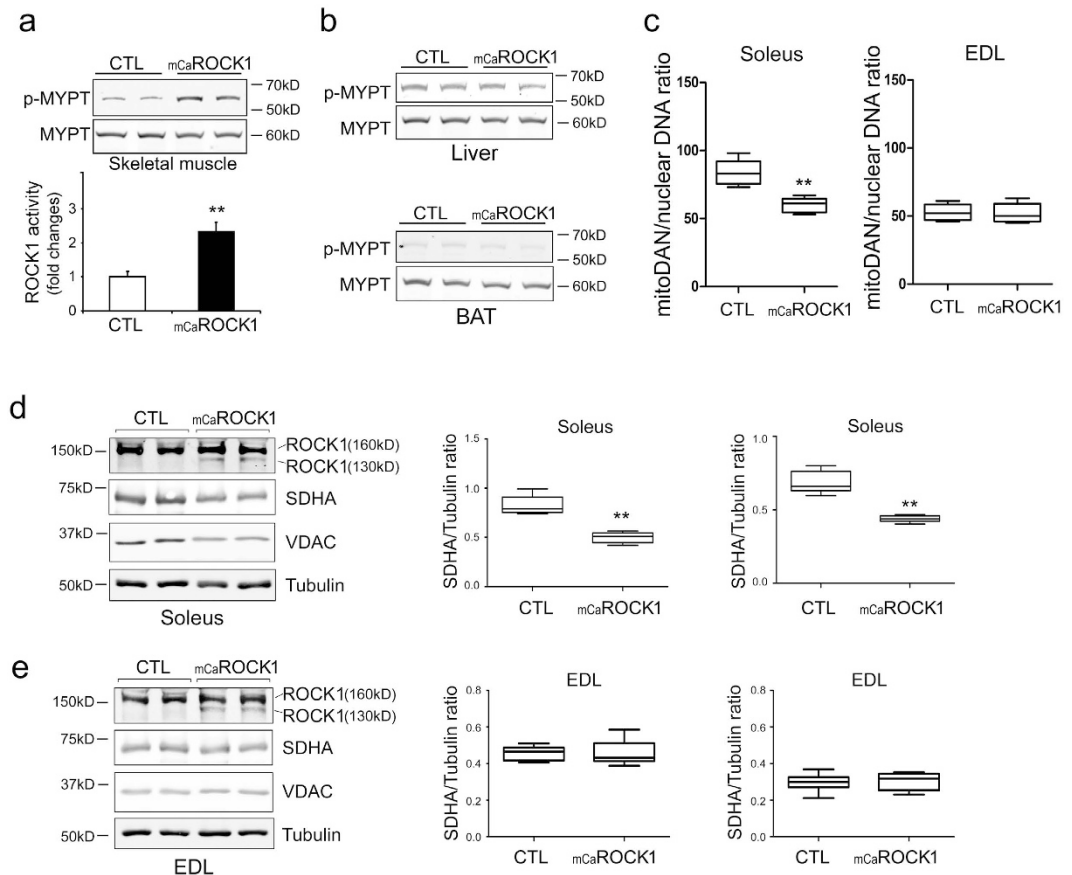 a
CTL mCaROCK1
p-MYPT
70kD
50kD
MYPT
60kD
Skeletal muscle
ROCK1 activity
(fold changes)
3
2
1
0
**
CTL mCaROCK1
b
CTL mCaROCK1
p-MYPT
70kD
50kD
MYPT
60kD
Liver
CTL mCaROCK1
p-MYPT
70kD
50kD
MYPT
60kD
BAT
c
Soleus
mitoDAN/nuclear DNA ratio
150
100
50
0
**
CTL mCaROCK1
EDL
mitoDAN/nuclear DNA ratio
150
100
50
0
CTL mCaROCK1
d
CTL mCaROCK1
150kD
ROCK1(160kD)
ROCK1(130kD)
75kD
SDHA
37kD
VDAC
50kD
Tubulin
Soleus
Soleus
SDHA/Tubulin ratio
1.5
1.0
0.5
0.0
**
CTL mCaROCK1
Soleus
SDHA/Tubulin ratio
1.0
0.5
0.0
**
CTL mCaROCK1
e
CTL mCaROCK1
150kD
ROCK1(160kD)
ROCK1(130kD)
75kD
SDHA
37kD
VDAC
50kD
Tubulin
EDL
EDL
SDHA/Tubulin ratio
0.8
0.6
0.4
0.2
0.0
CTL mCaROCK1
EDL
SDHA/Tubulin ratio
0.8
0.6
0.4
0.2
0.0
CTL mCaROCK1